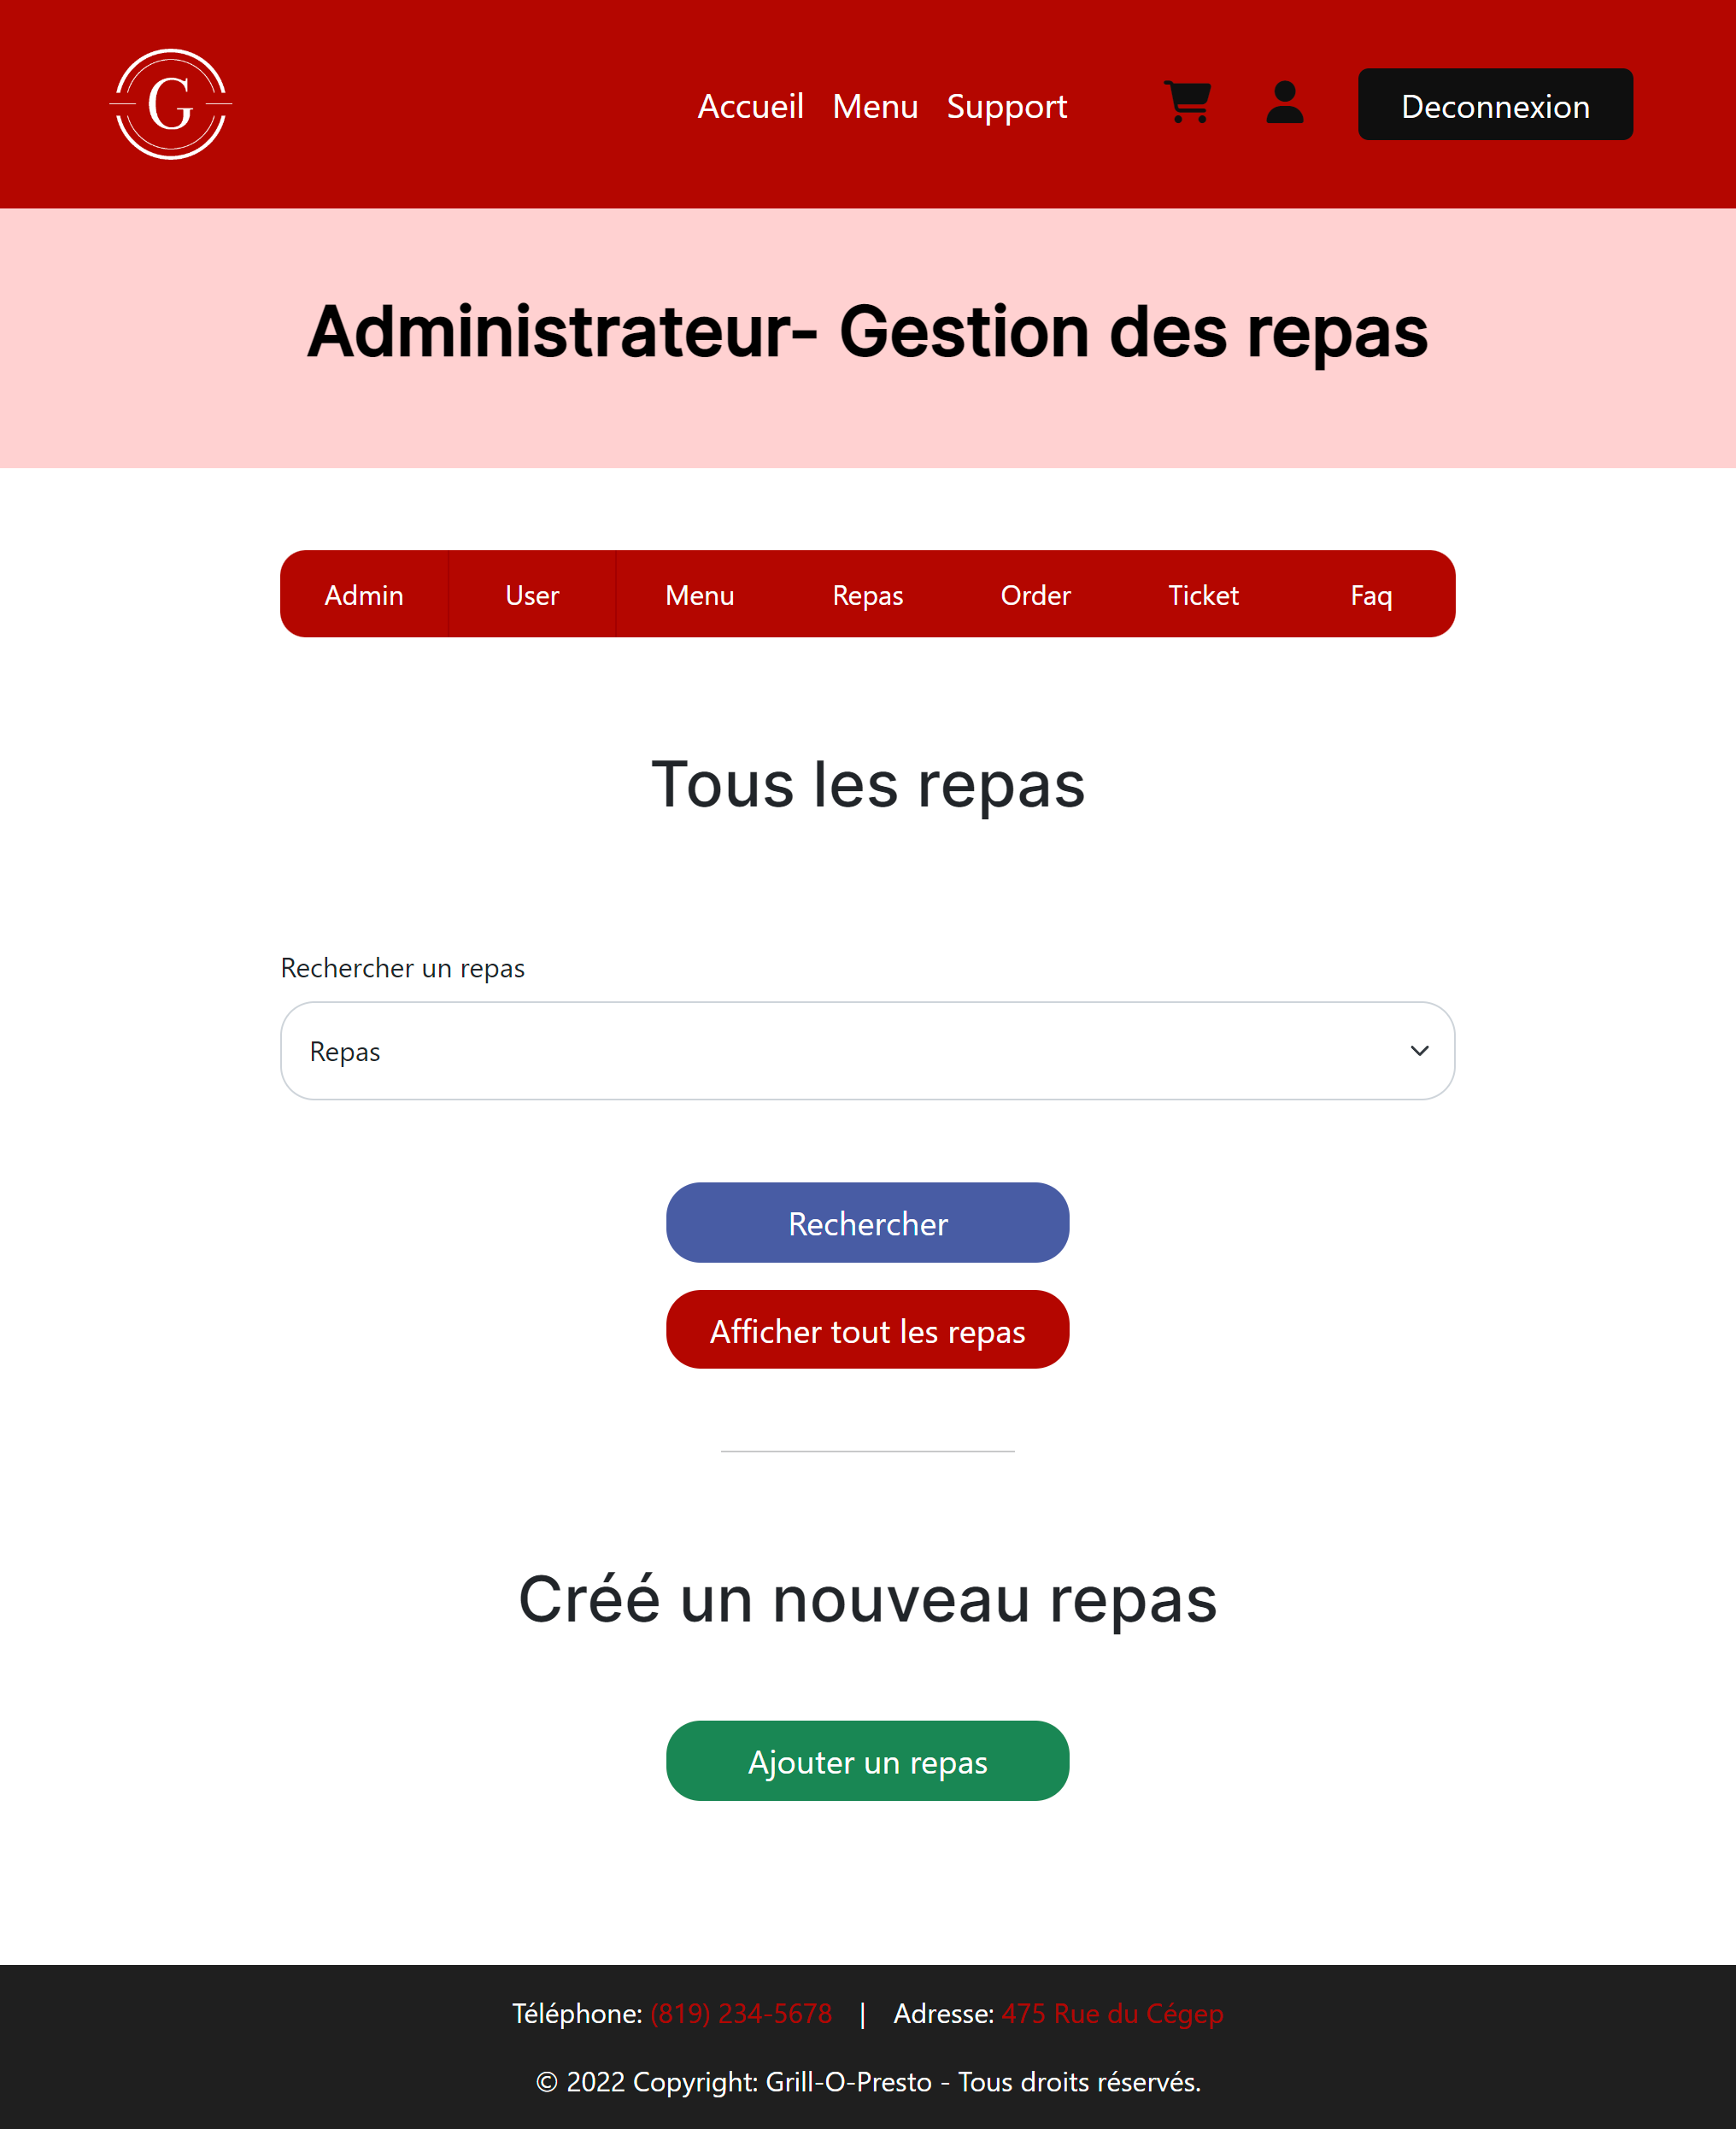 G
Accueil Menu Support Deconnexion
Administrateur- Gestion des repas
Admin User Menu Repas Order Ticket Faq
Tous les repas
Rechercher un repas
Repas
Rechercher
Afficher tout les repas
Créé un nouveau repas
Ajouter un repas
Téléphone: (819) 234-5678 | Adresse: 475 Rue du Cégep
© 2022 Copyright: Grill-O-Presto - Tous droits réservés.